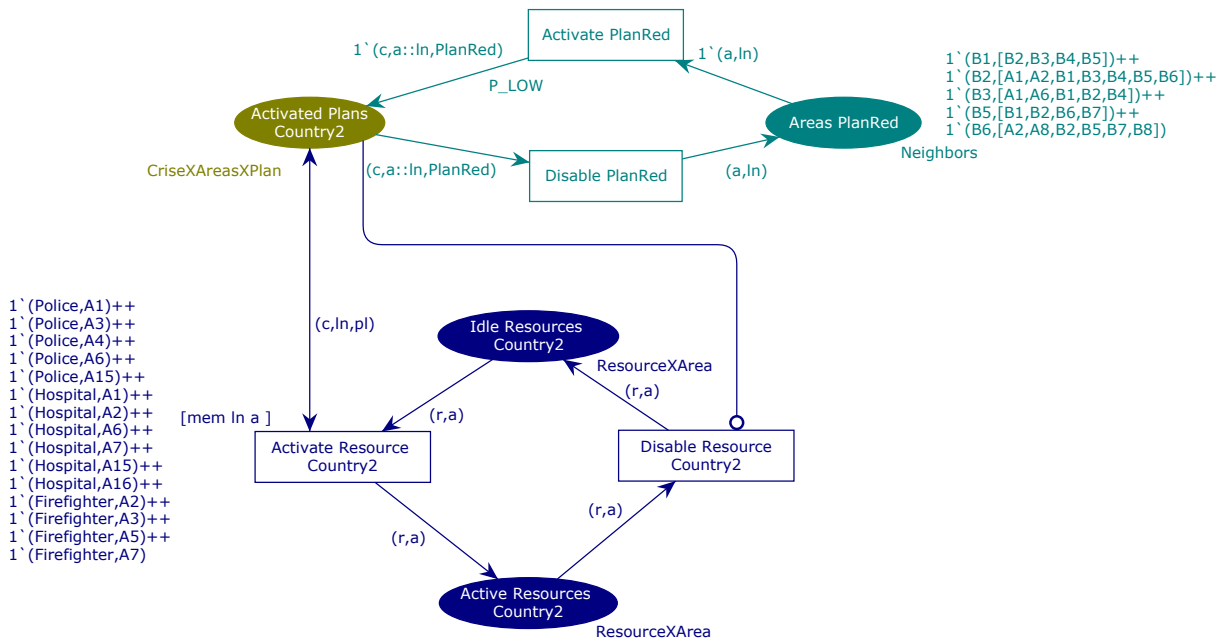 Activate PlanRed
1`(c,a::ln,PlanRed)
1`(a,ln)
P_LOW
1`(B1,[B2,B3,B4,B5])++
1`(B2,[A1,A2,B1,B3,B4,B5,B6])++
1`(B3,[A1,A6,B1,B2,B4])++
1`(B5,[B1,B2,B6,B7])++
1`(B6,[A2,A8,B2,B5,B7,B8])
Activated Plans
Country2
Areas PlanRed
Neighbors
CriseXAreasXPlan
(c,a::ln,PlanRed)
Disable PlanRed
(a,ln)
1`(Police,A1)++
1`(Police,A3)++
1`(Police,A4)++
1`(Police,A6)++
1`(Police,A15)++
1`(Hospital,A1)++
1`(Hospital,A2)++
1`(Hospital,A6)++
1`(Hospital,A7)++
1`(Hospital,A15)++
1`(Hospital,A16)++
1`(Firefighter,A2)++
1`(Firefighter,A3)++
1`(Firefighter,A5)++
1`(Firefighter,A7)
(c,ln,pl)
Idle Resources
Country2
ResourceXArea
(r,a)
(r,a)
[mem ln a ]
Activate Resource
Country2
Disable Resource
Country2
(r,a)
(r,a)
Active Resources
Country2
ResourceXArea